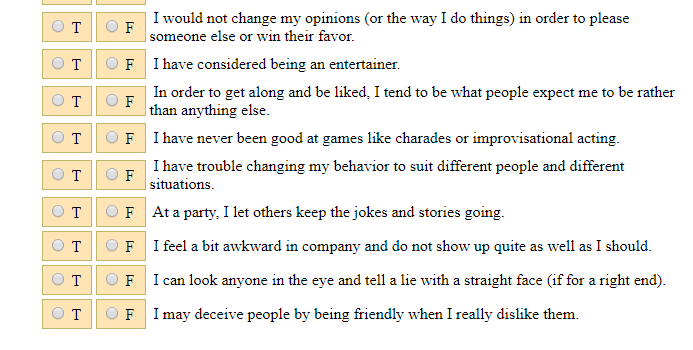 T F I would not change my opinions (or the way I do things) in order to please
someone else or win their favor.
T F I have considered being an entertainer.
T F In order to get along and be liked, I tend to be what people expect me to be rather
than anything else.
T F I have never been good at games like charades or improvisational acting.
T F I have trouble changing my behavior to suit different people and different
situations.
T F At a party, I let others keep the jokes and stories going.
T F I feel a bit awkward in company and do not show up quite as well as I should.
T F I can look anyone in the eye and tell a lie with a straight face (if for a right end).
T F I may deceive people by being friendly when I really dislike them.